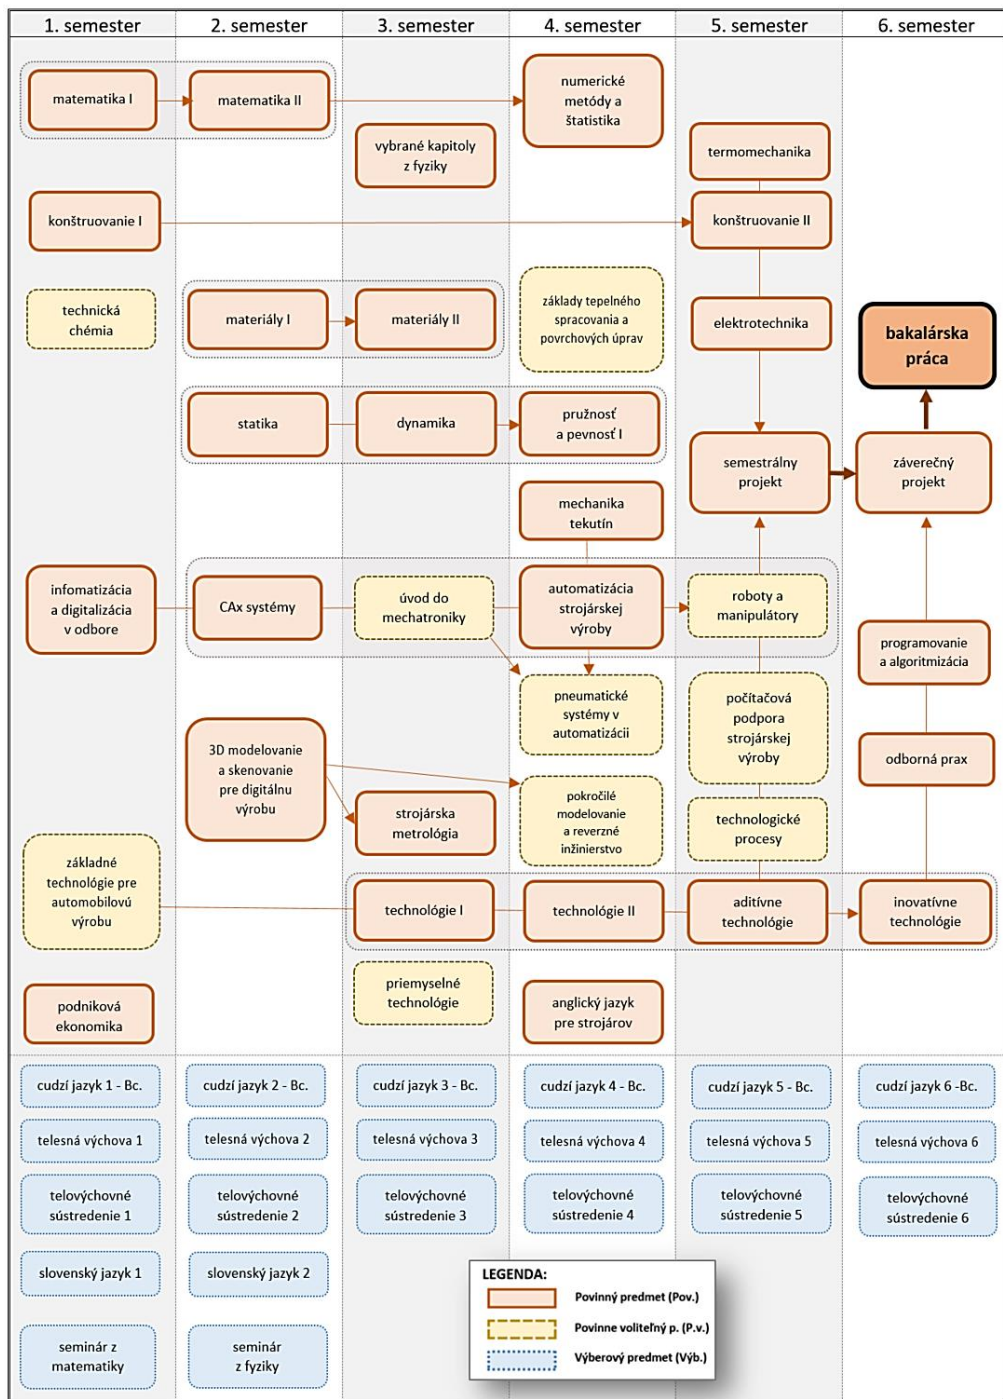 1. semester
2. semester
3. semester
4. semester
5. semester
6. semester
matematika I
matematika II
numerické
metódy a
štatistika
vybrané kapitoly
z fyziky
termomechanika
konštruovanie I
konštruovanie II
technická
chémia
materiály I
materiály II
základy tepelného
spracovania a
povrchových úprav
elektrotechnika
bakalárska
práca
statika
dynamika
pružnosť
a pevnosť I
semestrálny
projekt
záverečný
projekt
mechanika
tekutín
infomatizácia
a digitalizácia
v odbore
CAx systémy
úvod do
mechatroniky
automatizácia
strojárskej
výroby
roboty a
manipulátory
programovanie
a algoritmizácia
pneumatické
systémy v
automatizácii
počítačová
podpora
strojárskej
výroby
3D modelovanie
a skenovanie
pre digitálnu
výrobu
odborná prax
strojárska
metrológia
pokročilé
modelovanie
a reverzné
inžinierstvo
technologické
procesy
základné
technológie pre
automobilovú
výrobu
technológie I
technológie II
aditívne
technológie
inovatívne
technológie
priemyselné
technológie
podniková
ekonomika
anglický jazyk
pre strojárov
cudzí jazyk 1 - Bc.
cudzí jazyk 2 - Bc.
cudzí jazyk 3 - Bc.
cudzí jazyk 4 - Bc.
cudzí jazyk 5 - Bc.
cudzí jazyk 6 -Bc.
telesná výchova 1
telesná výchova 2
telesná výchova 3
telesná výchova 4
telesná výchova 5
telesná výchova 6
telovýchovné
sústredenie 1
telovýchovné
sústredenie 2
telovýchovné
sústredenie 3
telovýchovné
sústredenie 4
telovýchovné
sústredenie 5
telovýchovné
sústredenie 6
slovenský jazyk 1
slovenský jazyk 2
seminár z
matematiky
seminár
z fyziky
LEGENDA:
Povinný predmet (Pov.)
Povinne voliteľný p. (P.v.)
Výberový predmet (Výb.)